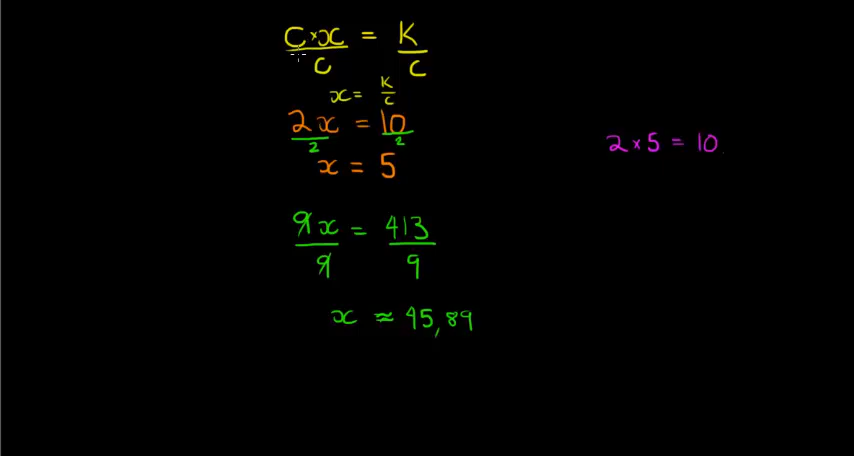 C*x/C = K/C
x = K/C
2x/2 = 10/2
2 × 5 = 10
x = 5
9x/9 = 413/9
x ≈ 45,89